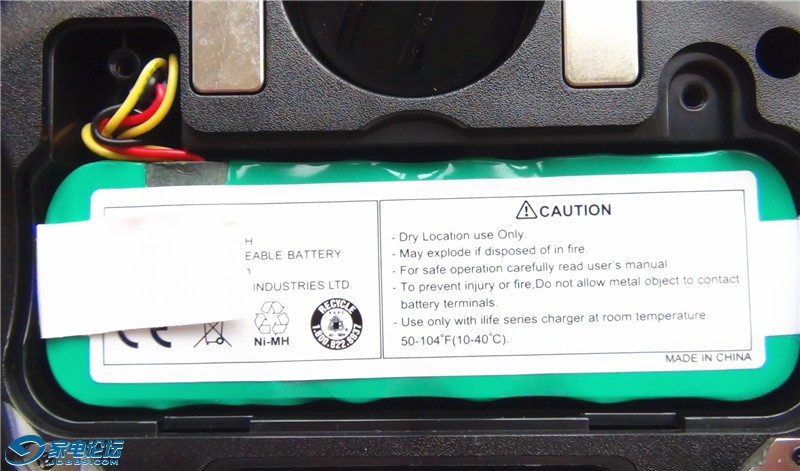 H
EABLE BATTERY
INDUSTRIES LTD.
Ni-MH
RECYCLE
1.800.822.8837
CAUTION
- Dry Location use Only.
- May explode if disposed of in fire.
- For safe operation carefully read user's manual.
- To prevent injury or fire,Do not allow metal object to contact
battery terminals.
- Use only with ilife series charger at room temperature
50-104°F(10-40°C).
MADE IN CHINA
家电论坛
JDBBS.COM